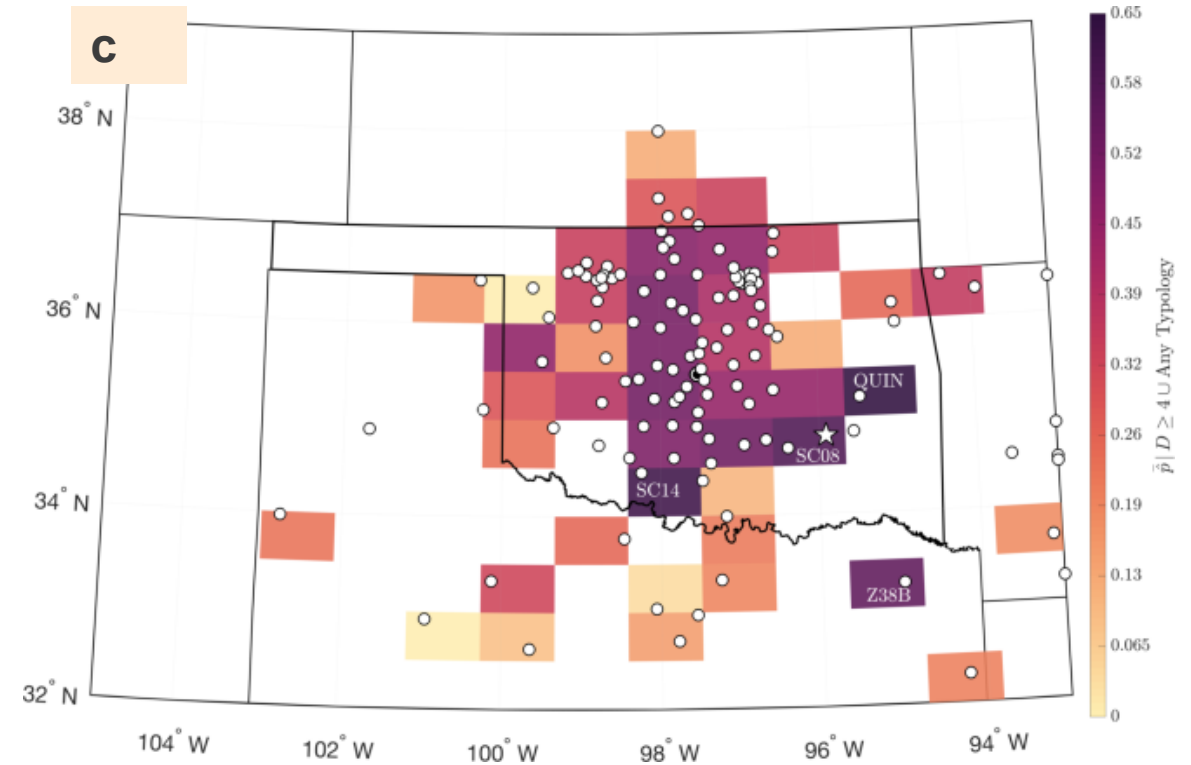 c
38° N
36° N
34° N
32° N
104° W
102° W
100° W
98° W
96° W
94° W
QUIN
SC08
SC14
Z38B
0.65
0.58
0.52
0.45
0.39
0.32
0.26
0.19
0.13
0.065
0
p̂̄ | D ≥ 4 ∪ Any Typology